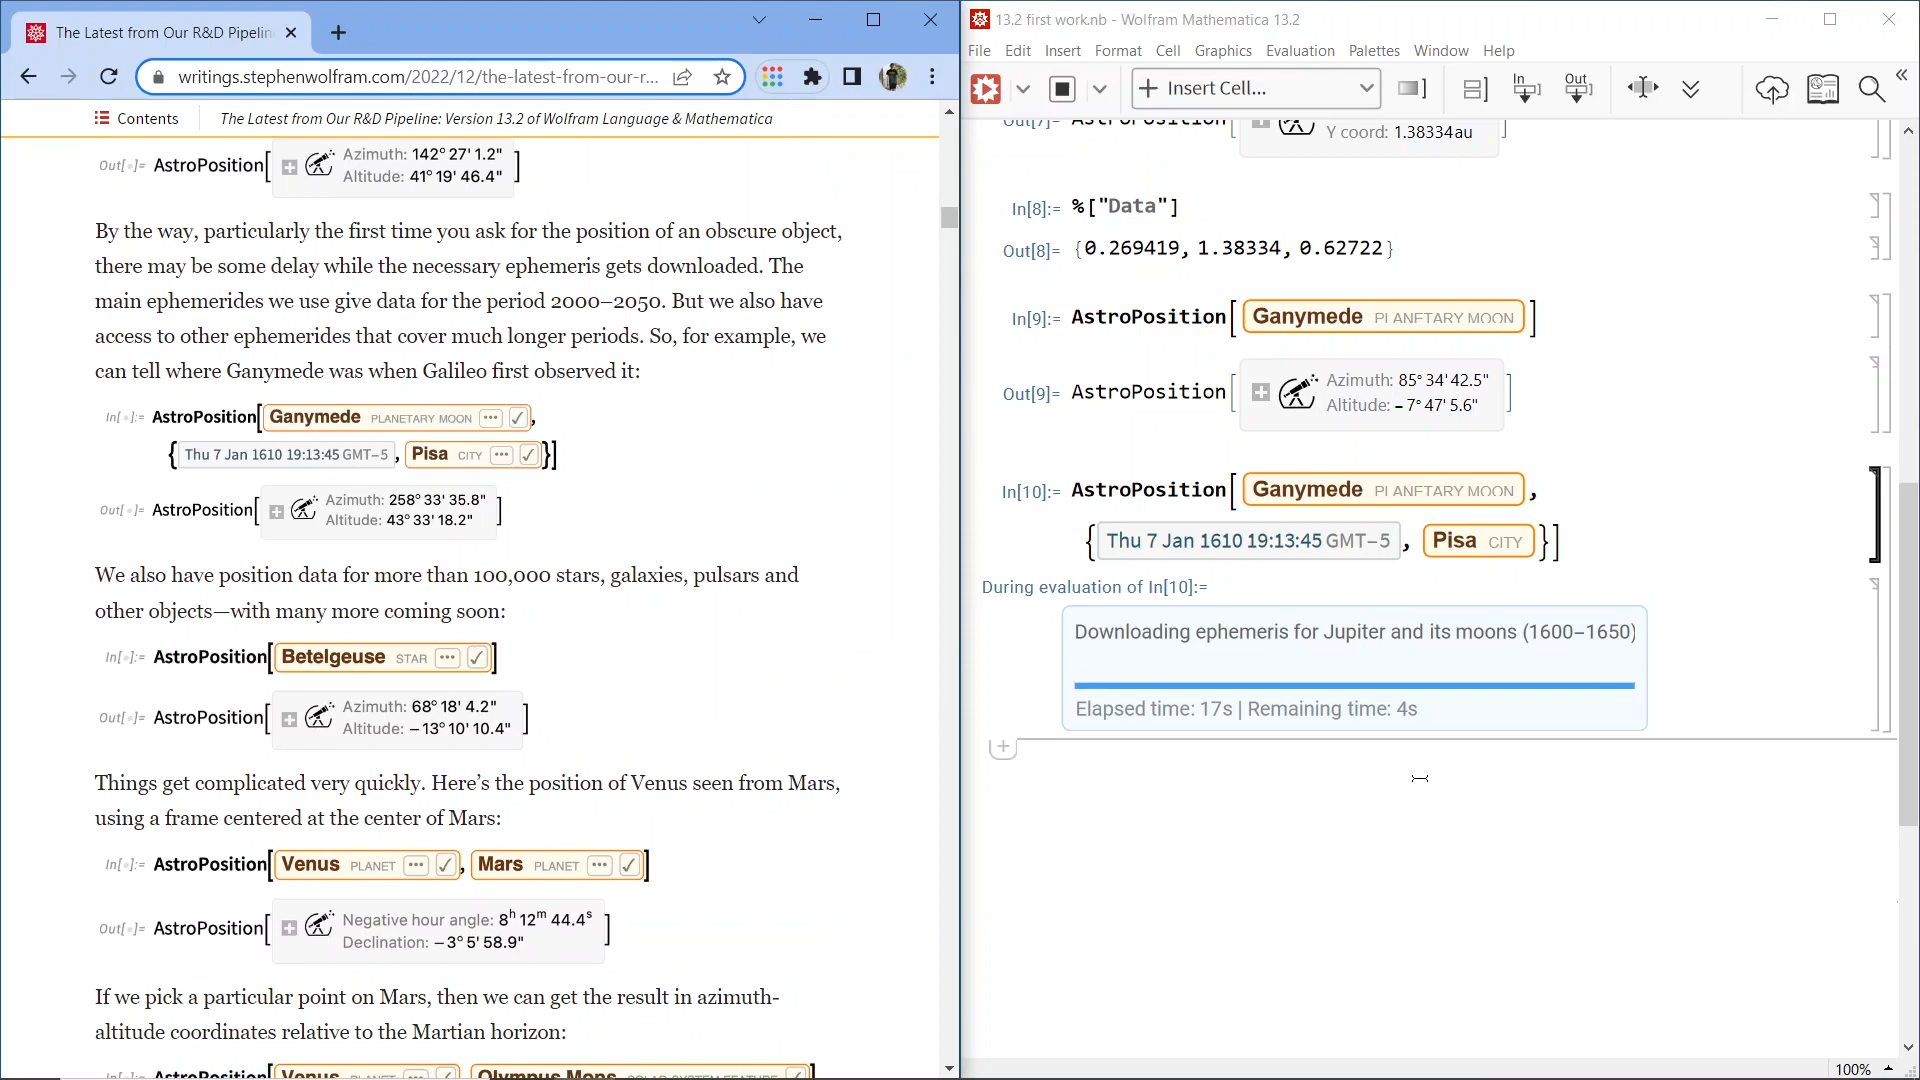 The Latest from Our R&D Pipelin
writings.stephenwolfram.com/2022/12/the-latest-from-our-r...
Contents
The Latest from Our R&D Pipeline: Version 13.2 of Wolfram Language & Mathematica
Out[∘]= AstroPosition[ Azimuth: 142° 27' 1.2"
Altitude: 41° 19' 46.4" ]
By the way, particularly the first time you ask for the position of an obscure object,
there may be some delay while the necessary ephemeris gets downloaded. The
main ephemerides we use give data for the period 2000–2050. But we also have
access to other ephemerides that cover much longer periods. So, for example, we
can tell where Ganymede was when Galileo first observed it:
In[∘]:= AstroPosition[ Ganymede PLANETARY MOON ... ✓ ,
{ Thu 7 Jan 1610 19:13:45 GMT−5 , Pisa CITY ... ✓ }]
Out[∘]= AstroPosition[ Azimuth: 258° 33' 35.8"
Altitude: 43° 33' 18.2" ]
We also have position data for more than 100,000 stars, galaxies, pulsars and
other objects—with many more coming soon:
In[∘]:= AstroPosition[ Betelgeuse STAR ... ✓ ]
Out[∘]= AstroPosition[ Azimuth: 68° 18' 4.2"
Altitude: −13° 10' 10.4" ]
Things get complicated very quickly. Here's the position of Venus seen from Mars,
using a frame centered at the center of Mars:
In[∘]:= AstroPosition[ Venus PLANET ... ✓ , Mars PLANET ... ✓ ]
Out[∘]= AstroPosition[ Negative hour angle: 8h 12m 44.4s
Declination: −3° 5' 58.9" ]
If we pick a particular point on Mars, then we can get the result in azimuth-
altitude coordinates relative to the Martian horizon:
In[∘]:= AstroPosition[ Venus PLANET ... ✓ , Olympus Mons SOLAR SYSTEM FEATURE ... ✓ ]
13.2 first work.nb - Wolfram Mathematica 13.2
File Edit Insert Format Cell Graphics Evaluation Palettes Window Help
Insert Cell... In Out
Out[7]= AstroPosition[ Y coord: 1.38334au ]
In[8]:= %["Data"]
Out[8]= {0.269419, 1.38334, 0.62722}
In[9]:= AstroPosition[ Ganymede PLANETARY MOON ]
Out[9]= AstroPosition[ Azimuth: 85° 34' 42.5"
Altitude: −7° 47' 5.6" ]
In[10]:= AstroPosition[ Ganymede PLANETARY MOON ,
{ Thu 7 Jan 1610 19:13:45 GMT−5 , Pisa CITY }]
During evaluation of In[10]:=
Downloading ephemeris for Jupiter and its moons (1600−1650)
Elapsed time: 17s | Remaining time: 4s
100%